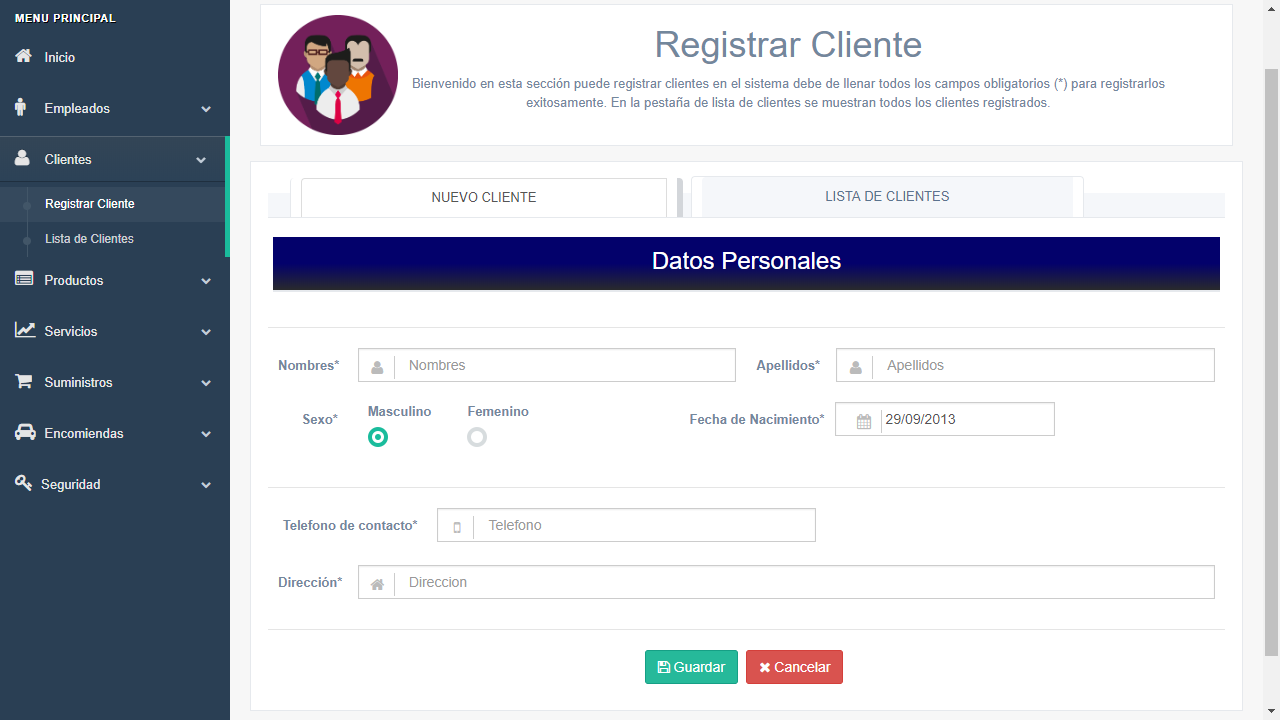 MENU PRINCIPAL
Inicio
Empleados
Clientes
Registrar Cliente
Lista de Clientes
Productos
Servicios
Suministros
Encomiendas
Seguridad
Registrar Cliente
Bienvenido en esta sección puede registrar clientes en el sistema debe de llenar todos los campos obligatorios (*) para registrarlos
exitosamente. En la pestaña de lista de clientes se muestran todos los clientes registrados.
NUEVO CLIENTE
LISTA DE CLIENTES
Datos Personales
Nombres* Nombres Apellidos* Apellidos
Sexo* Masculino Femenino Fecha de Nacimiento* 29/09/2013
Telefono de contacto* Telefono
Dirección* Direccion
Guardar Cancelar